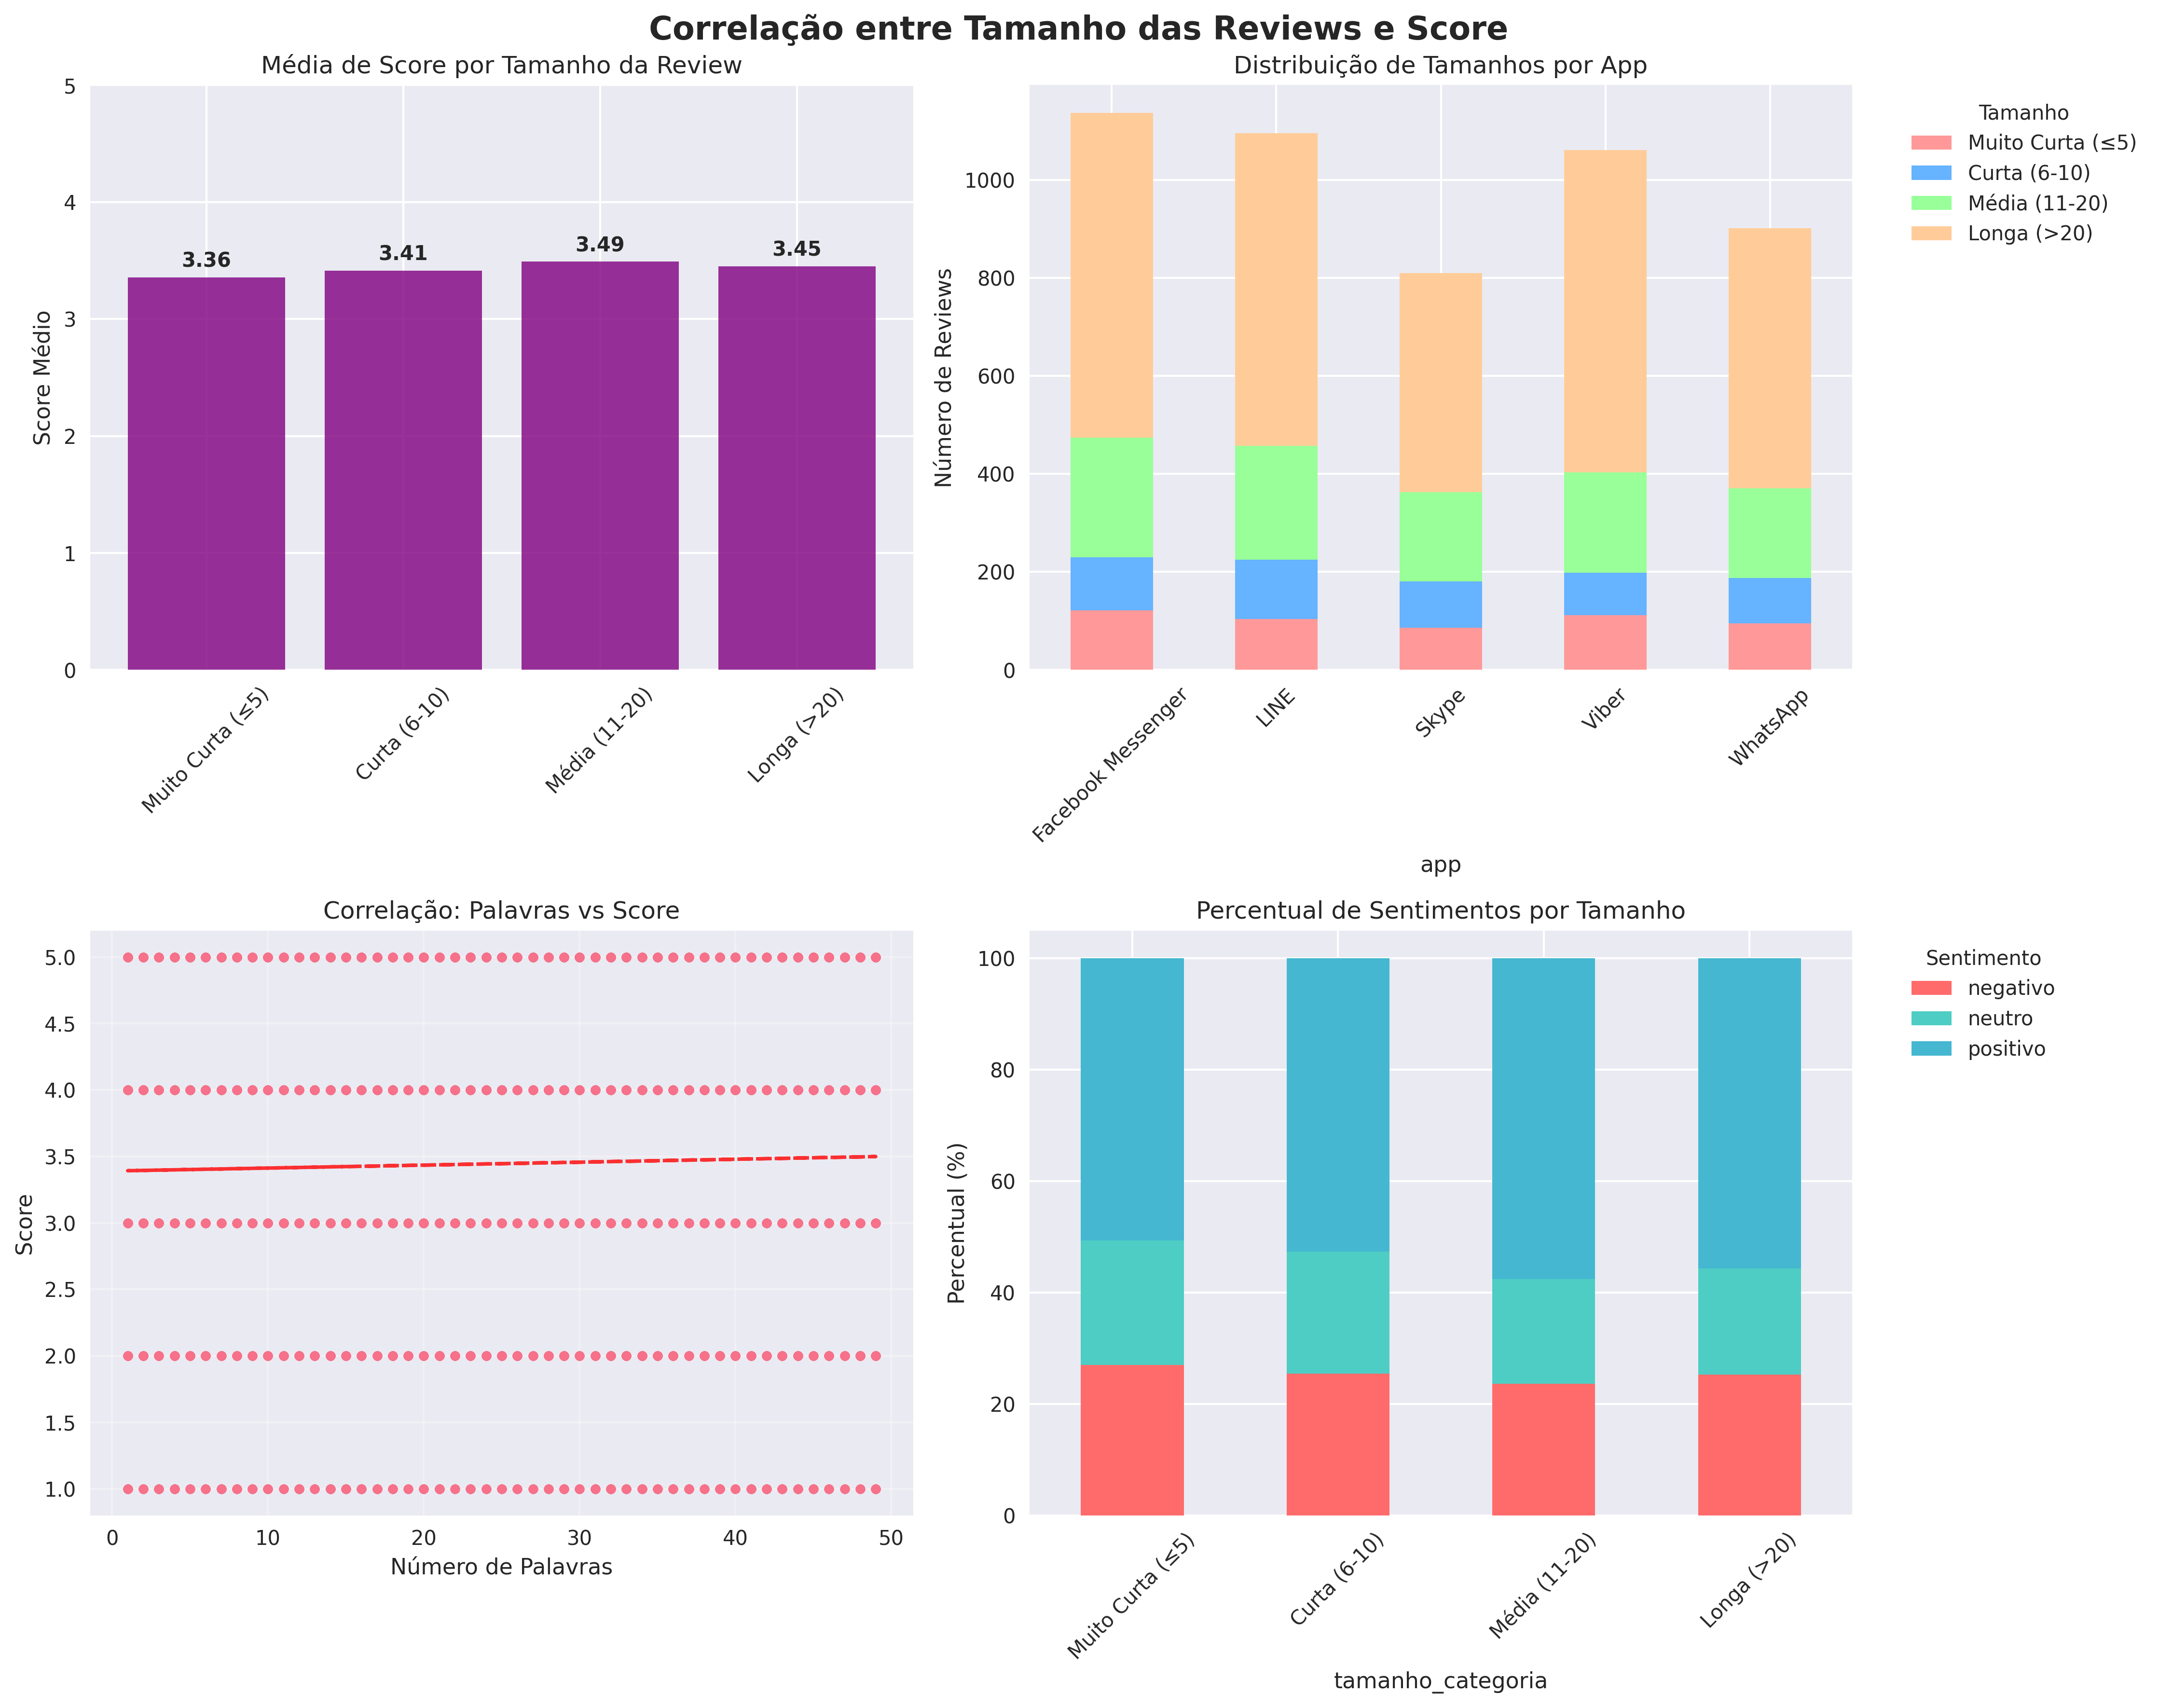 Correlação entre Tamanho das Reviews e Score
Média de Score por Tamanho da Review
Score Médio
5
4
3
2
1
0
3.36
3.41
3.49
3.45
Muito Curta (≤5)
Curta (6-10)
Média (11-20)
Longa (>20)
Distribuição de Tamanhos por App
Número de Reviews
1000
800
600
400
200
0
Facebook Messenger
LINE
Skype
Viber
WhatsApp
app
Tamanho
Muito Curta (≤5)
Curta (6-10)
Média (11-20)
Longa (>20)
Correlação: Palavras vs Score
Score
5.0
4.5
4.0
3.5
3.0
2.5
2.0
1.5
1.0
0
10
20
30
40
50
Número de Palavras
Percentual de Sentimentos por Tamanho
Percentual (%)
100
80
60
40
20
0
Muito Curta (≤5)
Curta (6-10)
Média (11-20)
Longa (>20)
tamanho_categoria
Sentimento
negativo
neutro
positivo